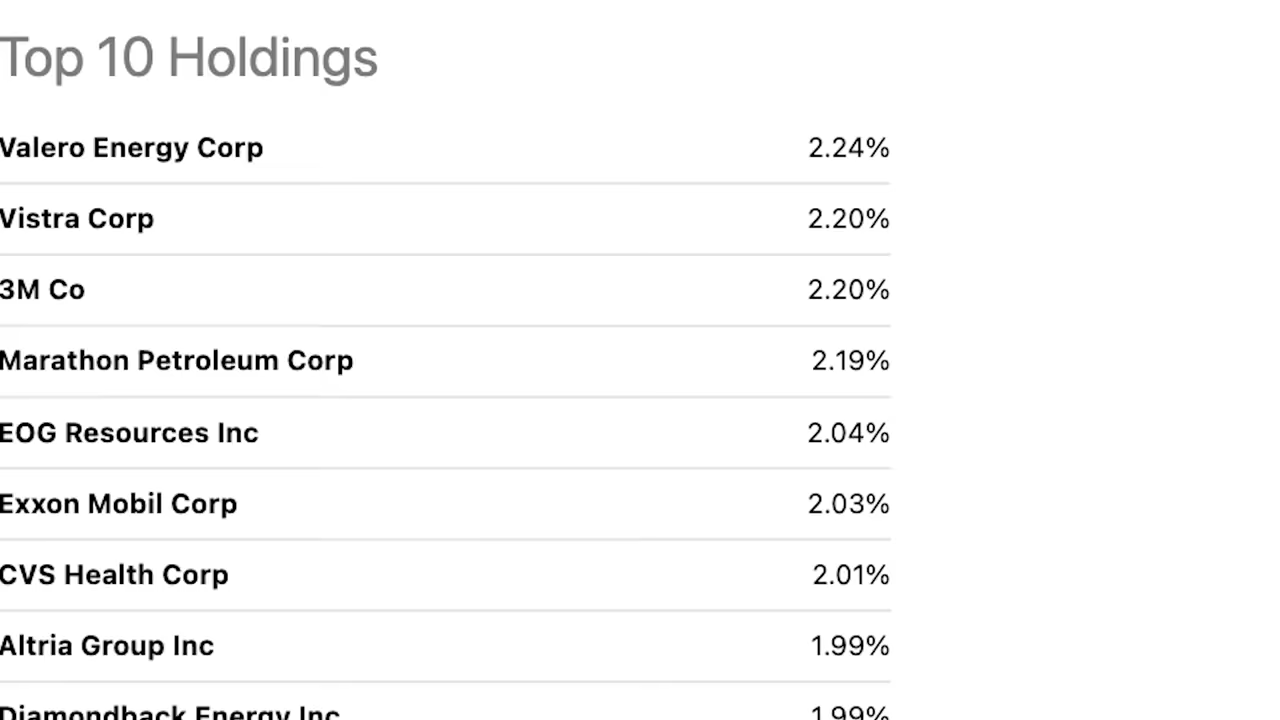 Top 10 Holdings
Valero Energy Corp 2.24%
Vistra Corp 2.20%
3M Co 2.20%
Marathon Petroleum Corp 2.19%
EOG Resources Inc 2.04%
Exxon Mobil Corp 2.03%
CVS Health Corp 2.01%
Altria Group Inc 1.99%
Diamondback Energy Inc 1.99%